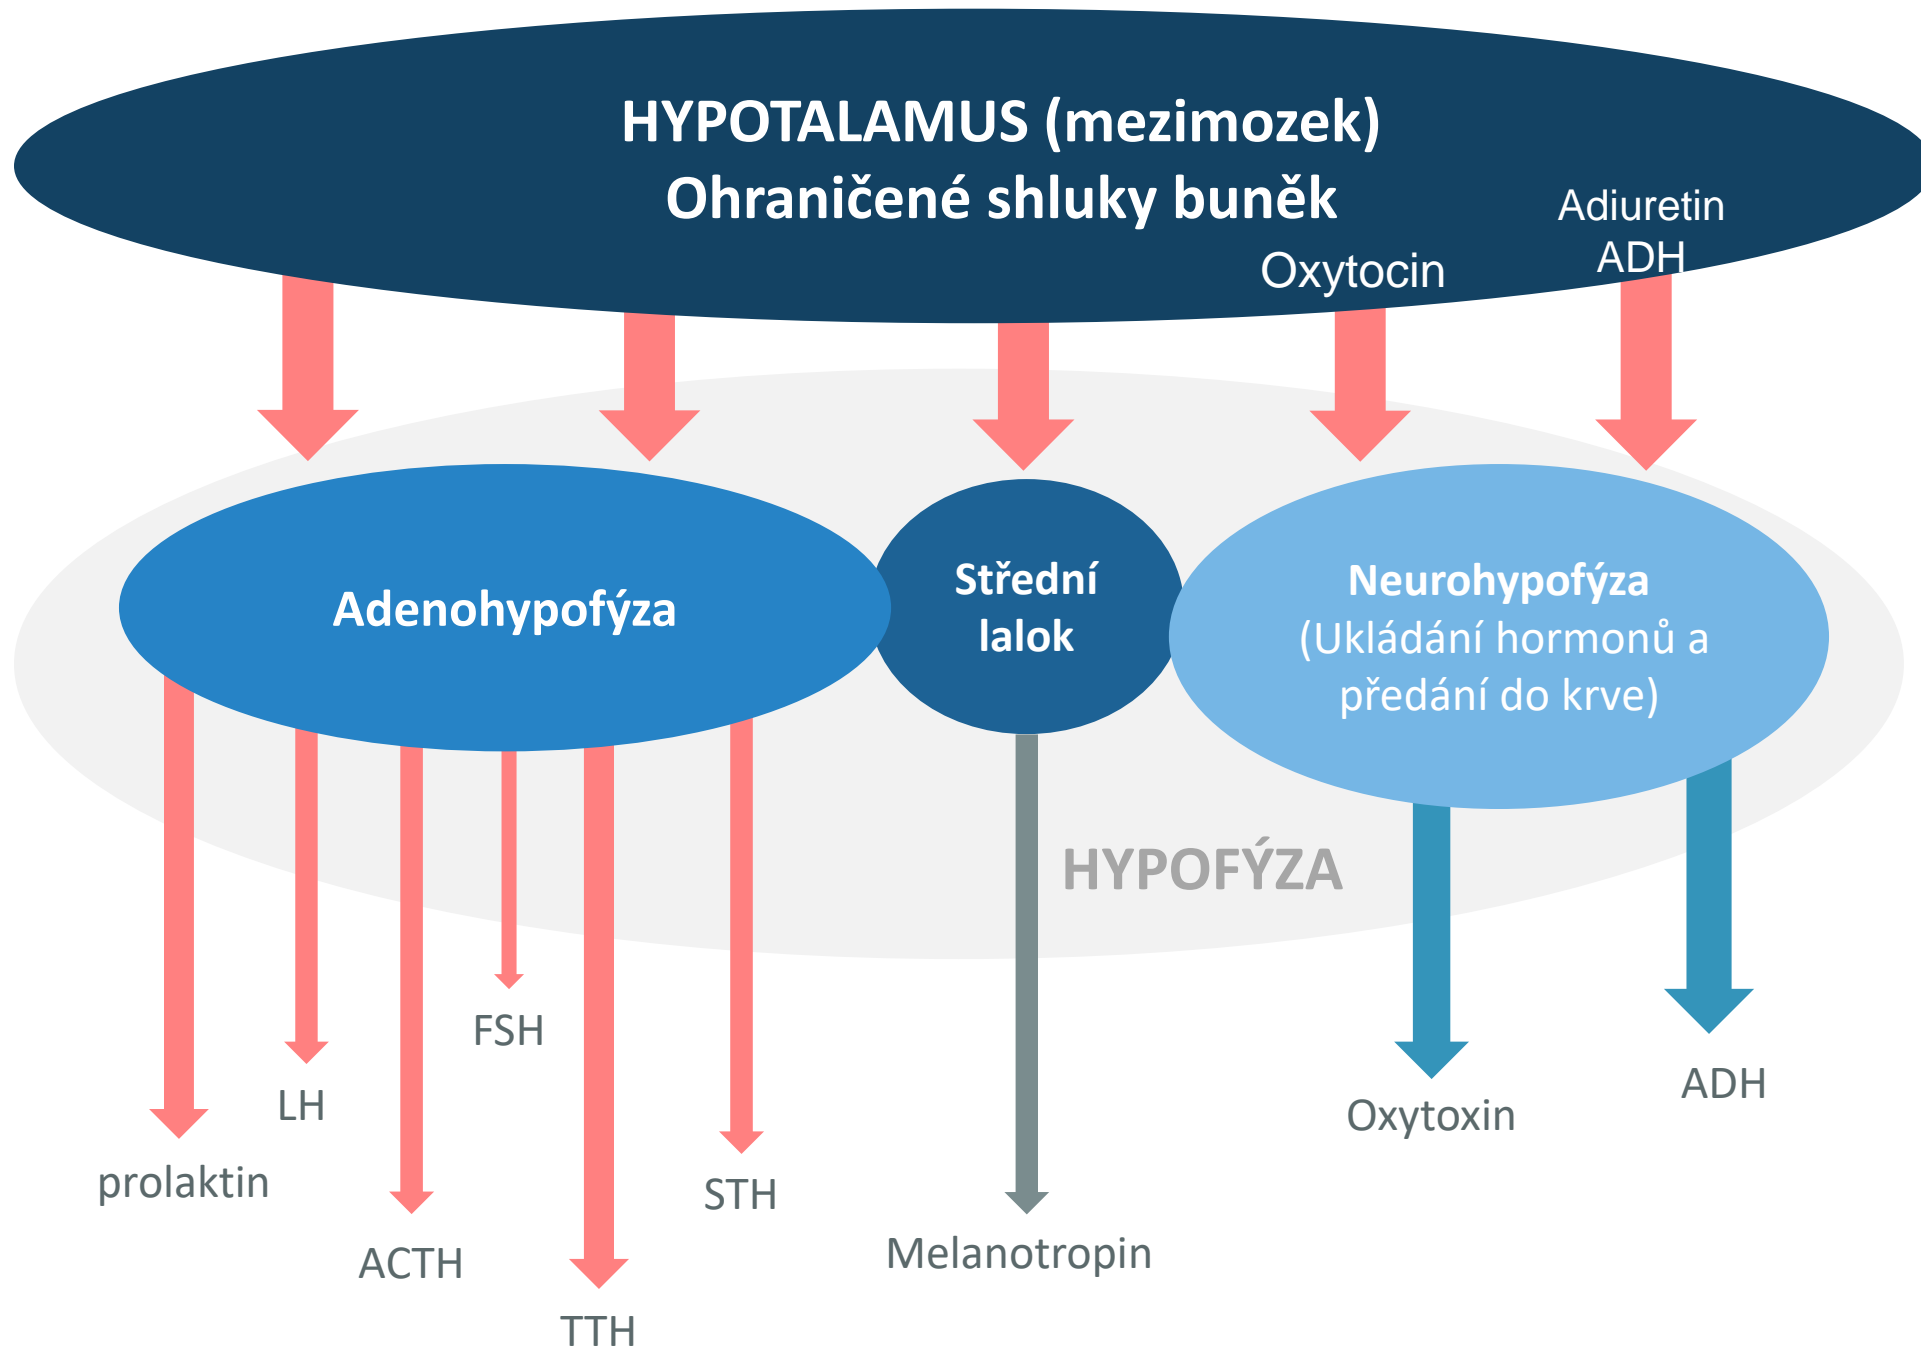 HYPOTALAMUS (mezimozek)
Ohraničené shluky buněk
Adiuretin
ADH
Oxytocin
Adenohypofýza
Střední
lalok
Neurohypofýza
(Ukládání hormonů a
předání do krve)
HYPOFÝZA
prolaktin
LH
ACTH
FSH
TTH
STH
Melanotropin
Oxytoxin
ADH